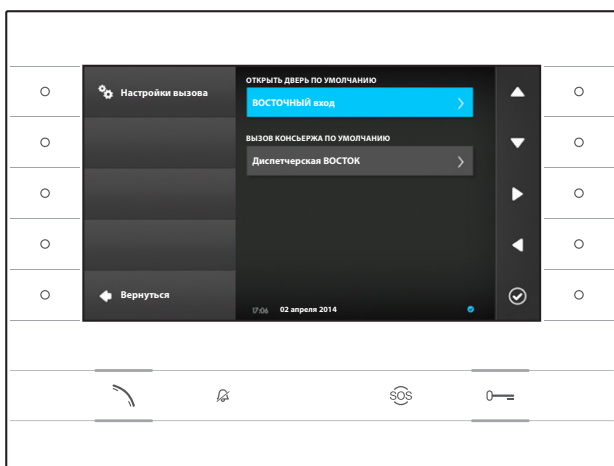 Настройки вызова
ОТКРЫТЬ ДВЕРЬ ПО УМОЛЧАНИЮ
ВОСТОЧНЫЙ вход
ВЫЗОВ КОНСЬЕРЖА ПО УМОЛЧАНИЮ
Диспетчерская ВОСТОК
Вернуться
17:06 02 апреля 2014
SOS